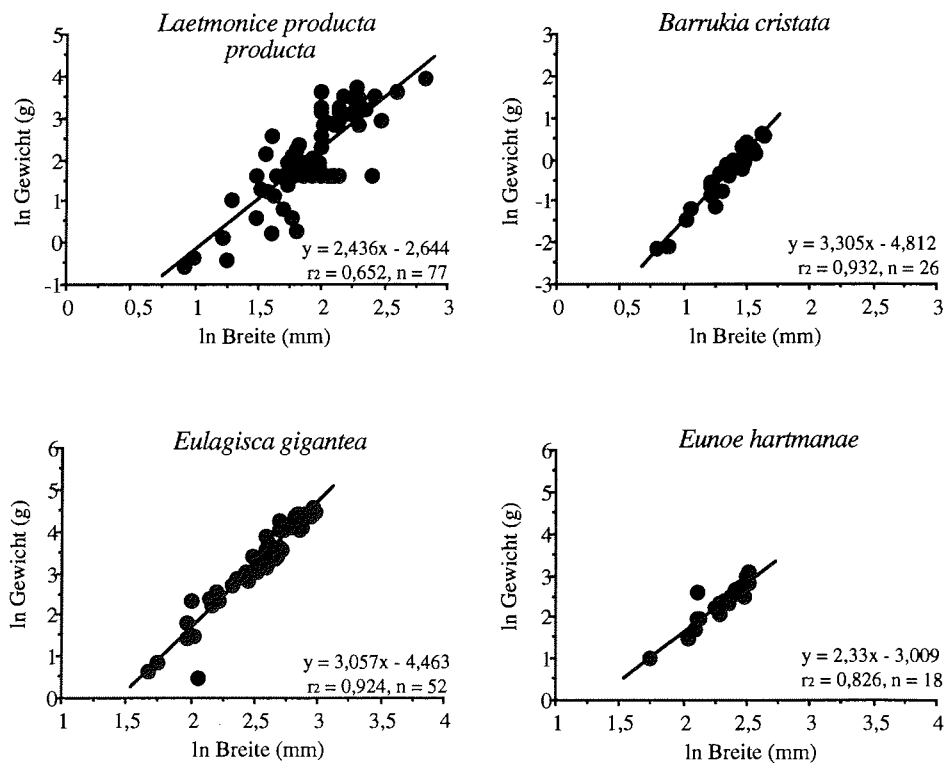 Laetmonice producta
producta
5
4
3
2
1
0
-1
ln Gewicht (g)
y = 2,436x - 2,644
r2 = 0,652, n = 77
0 0,5 1 1,5 2 2,5 3
ln Breite (mm)
Barrukia cristata
3
2
1
0
-1
-2
-3
ln Gewicht (g)
y = 3,305x - 4,812
r2 = 0,932, n = 26
0 0,5 1 1,5 2 2,5 3
ln Breite (mm)
Eulagisca gigantea
6
5
4
3
2
1
0
ln Gewicht (g)
y = 3,057x - 4,463
r2 = 0,924, n = 52
1 1,5 2 2,5 3 3,5 4
ln Breite (mm)
Eunoe hartmanae
6
5
4
3
2
1
0
ln Gewicht (g)
y = 2,33x - 3,009
r2 = 0,826, n = 18
1 1,5 2 2,5 3 3,5 4
ln Breite (mm)